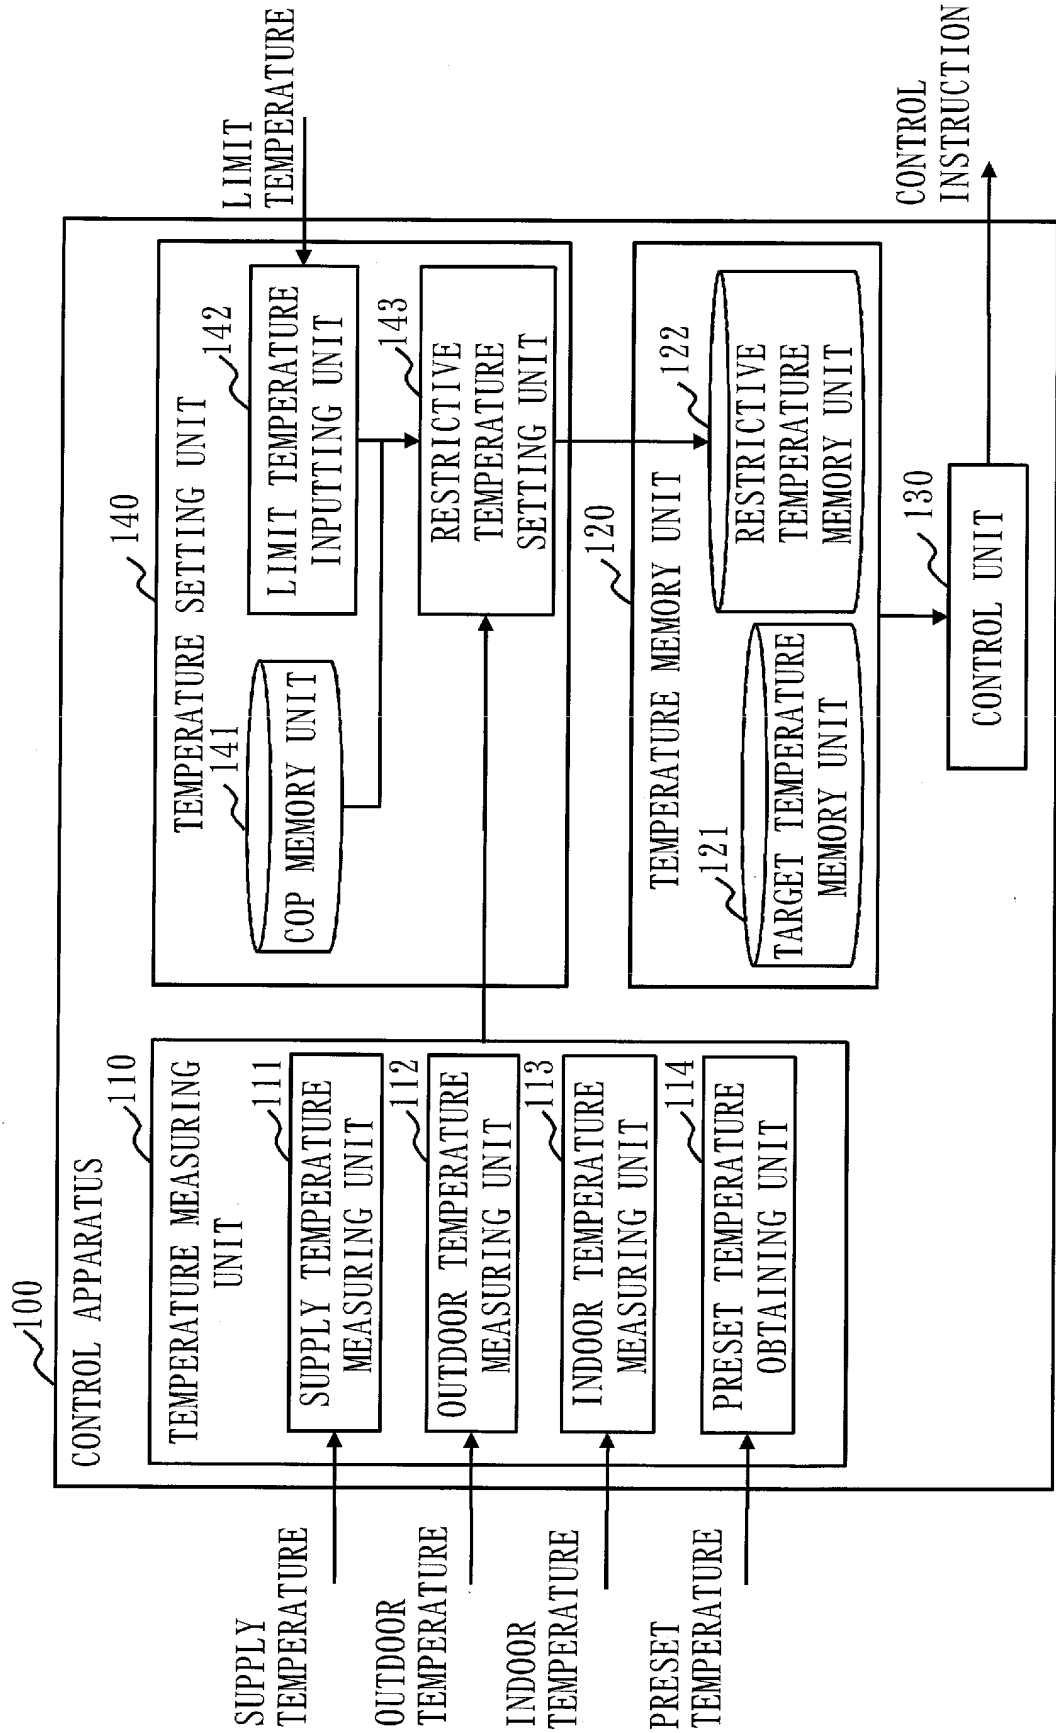 100
CONTROL APPARATUS
110
TEMPERATURE MEASURING
UNIT
SUPPLY
TEMPERATURE
111
SUPPLY TEMPERATURE
MEASURING UNIT
OUTDOOR
TEMPERATURE
112
OUTDOOR TEMPERATURE
MEASURING UNIT
INDOOR
TEMPERATURE
113
INDOOR TEMPERATURE
MEASURING UNIT
PRESET
TEMPERATURE
114
PRESET TEMPERATURE
OBTAINING UNIT
140
TEMPERATURE SETTING UNIT
141
COP MEMORY UNIT
142
LIMIT TEMPERATURE
INPUTTING UNIT
LIMIT
TEMPERATURE
143
RESTRICTIVE
TEMPERATURE
SETTING UNIT
120
TEMPERATURE MEMORY UNIT
121
TARGET TEMPERATURE
MEMORY UNIT
122
RESTRICTIVE
TEMPERATURE
MEMORY UNIT
130
CONTROL UNIT
CONTROL
INSTRUCTION